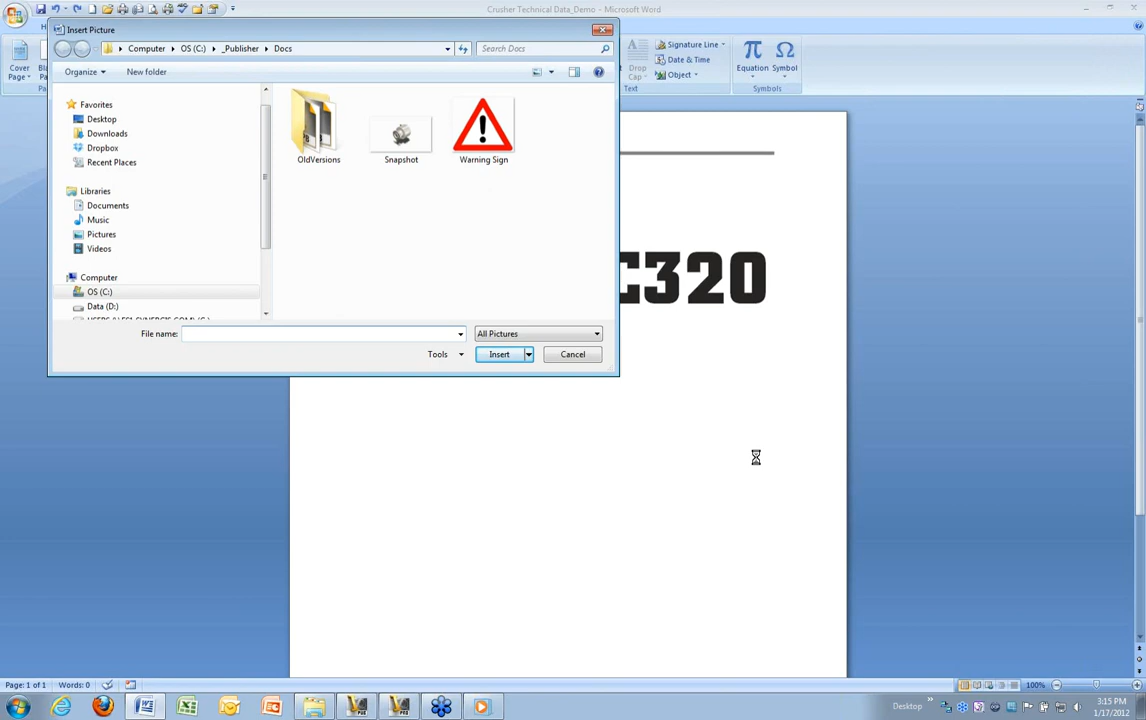 Crusher Technical Data_Demo - Microsoft Word
Insert Picture
Computer OS (C:) _Publisher Docs
Search Docs
Organize New folder
Favorites
Desktop
Downloads
Dropbox
Recent Places
Libraries
Documents
Music
Pictures
Videos
Computer
OS (C:)
Data (D:)
OldVersions
Snapshot
Warning Sign
File name:
All Pictures
Tools
Insert
Cancel
Cover
Page
Drop
Cap
Signature Line
Date & Time
Object
Equation
Symbol
Text
Symbols
C320
Page: 1 of 1
Words: 0
100%
Desktop
3:15 PM
1/17/2012